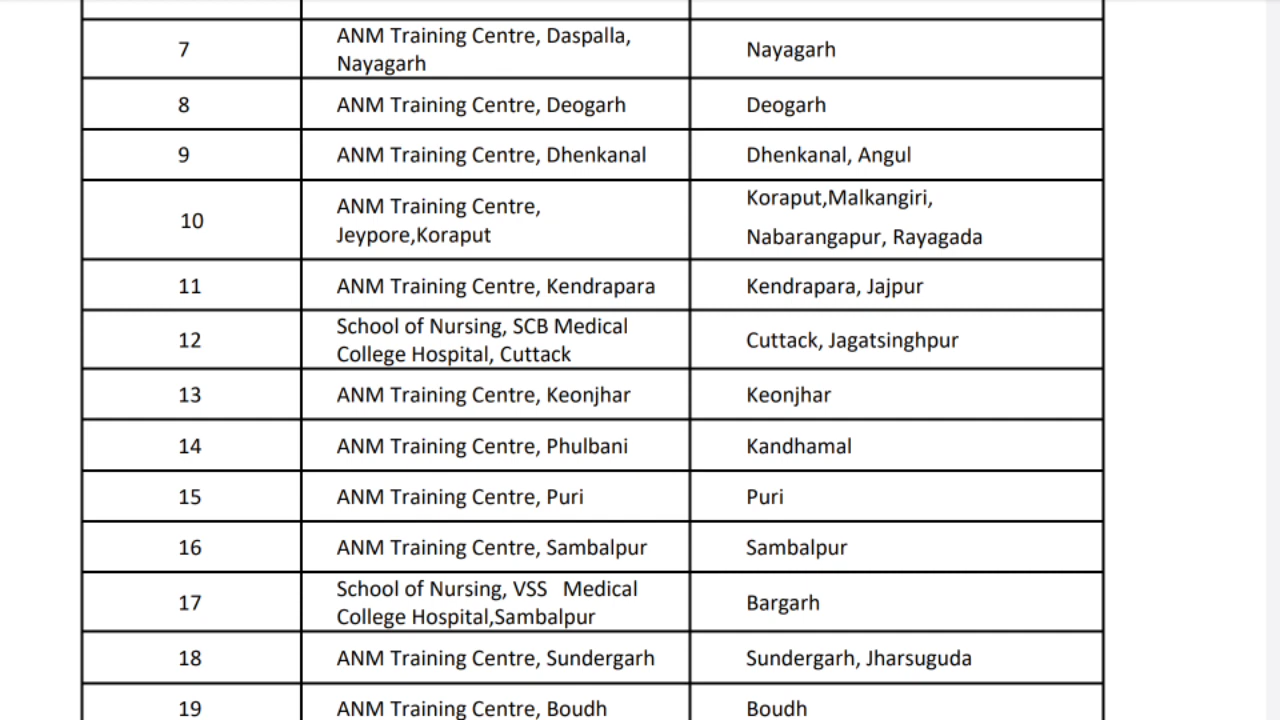 7 ANM Training Centre, Daspalla, Nayagarh
Nayagarh
8 ANM Training Centre, Deogarh Deogarh
9 ANM Training Centre, Dhenkanal Dhenkanal, Angul
10 ANM Training Centre, Jeypore,Koraput
Koraput,Malkangiri,
Nabarangapur, Rayagada
11 ANM Training Centre, Kendrapara Kendrapara, Jajpur
12 School of Nursing, SCB Medical
College Hospital, Cuttack
Cuttack, Jagatsinghpur
13 ANM Training Centre, Keonjhar Keonjhar
14 ANM Training Centre, Phulbani Kandhamal
15 ANM Training Centre, Puri Puri
16 ANM Training Centre, Sambalpur Sambalpur
17 School of Nursing, VSS Medical
College Hospital,Sambalpur
Bargarh
18 ANM Training Centre, Sundergarh Sundergarh, Jharsuguda
19 ANM Training Centre, Boudh Boudh